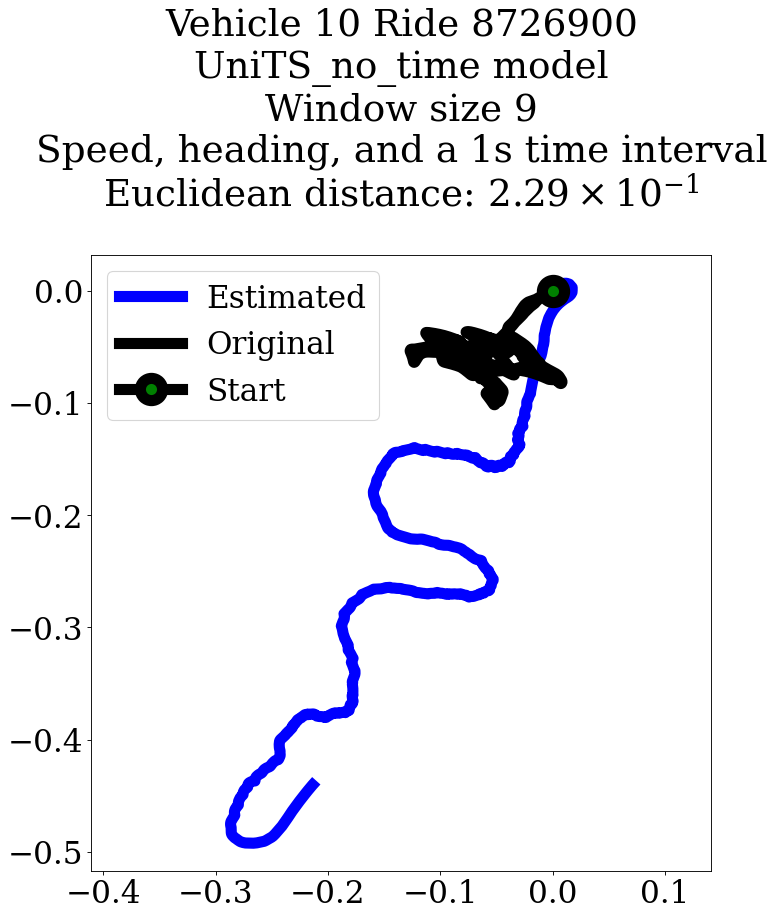 Vehicle 10 Ride 8726900
UniTS_no_time model
Window size 9
Speed, heading, and a 1s time interval
Euclidean distance: 2.29 × 10⁻¹
Estimated
Original
Start
0.0
−0.1
−0.2
−0.3
−0.4
−0.5
−0.4 −0.3 −0.2 −0.1 0.0 0.1